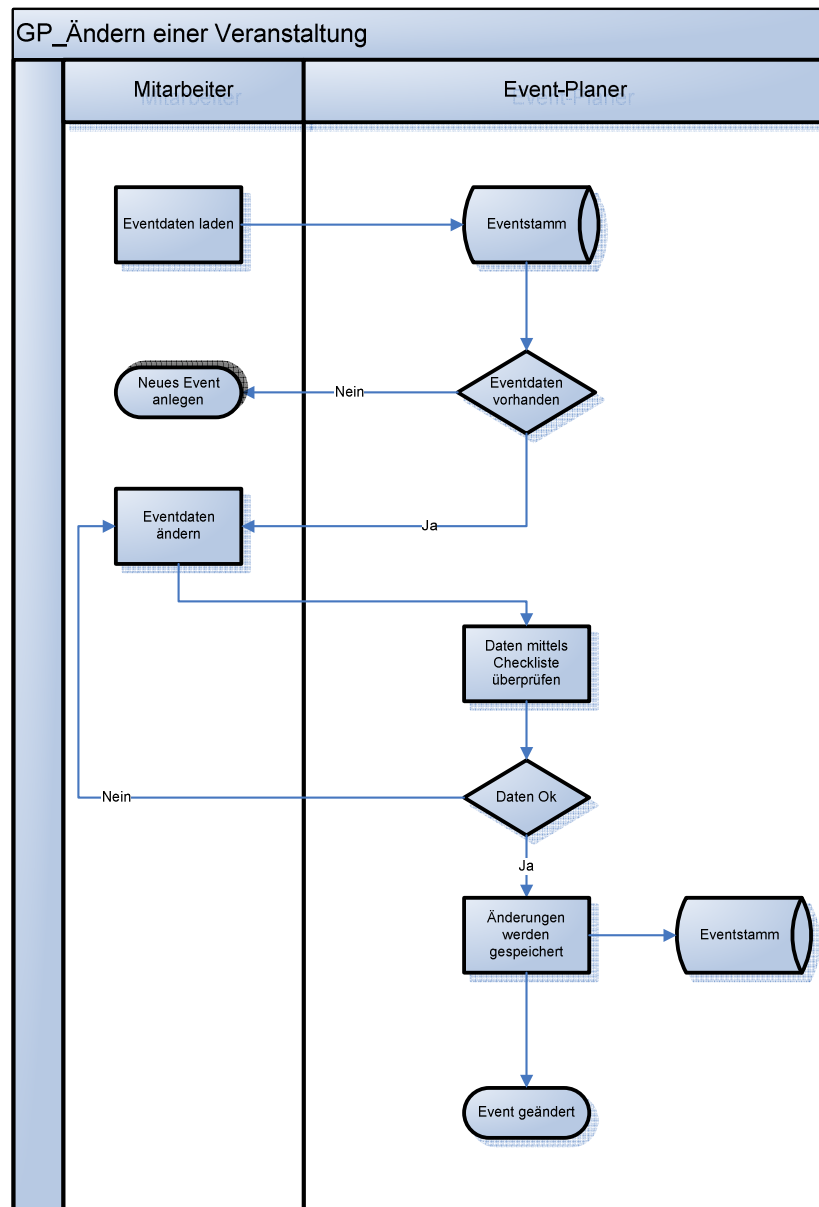 GP_Ändern einer Veranstaltung
Mitarbeiter
Event-Planer
Eventdaten laden
Eventstamm
Neues Event
anlegen
Nein
Eventdaten
vorhanden
Eventdaten
ändern
Ja
Daten mittels
Checkliste
überprüfen
Nein
Daten Ok
Ja
Änderungen
werden
gespeichert
Eventstamm
Event geändert